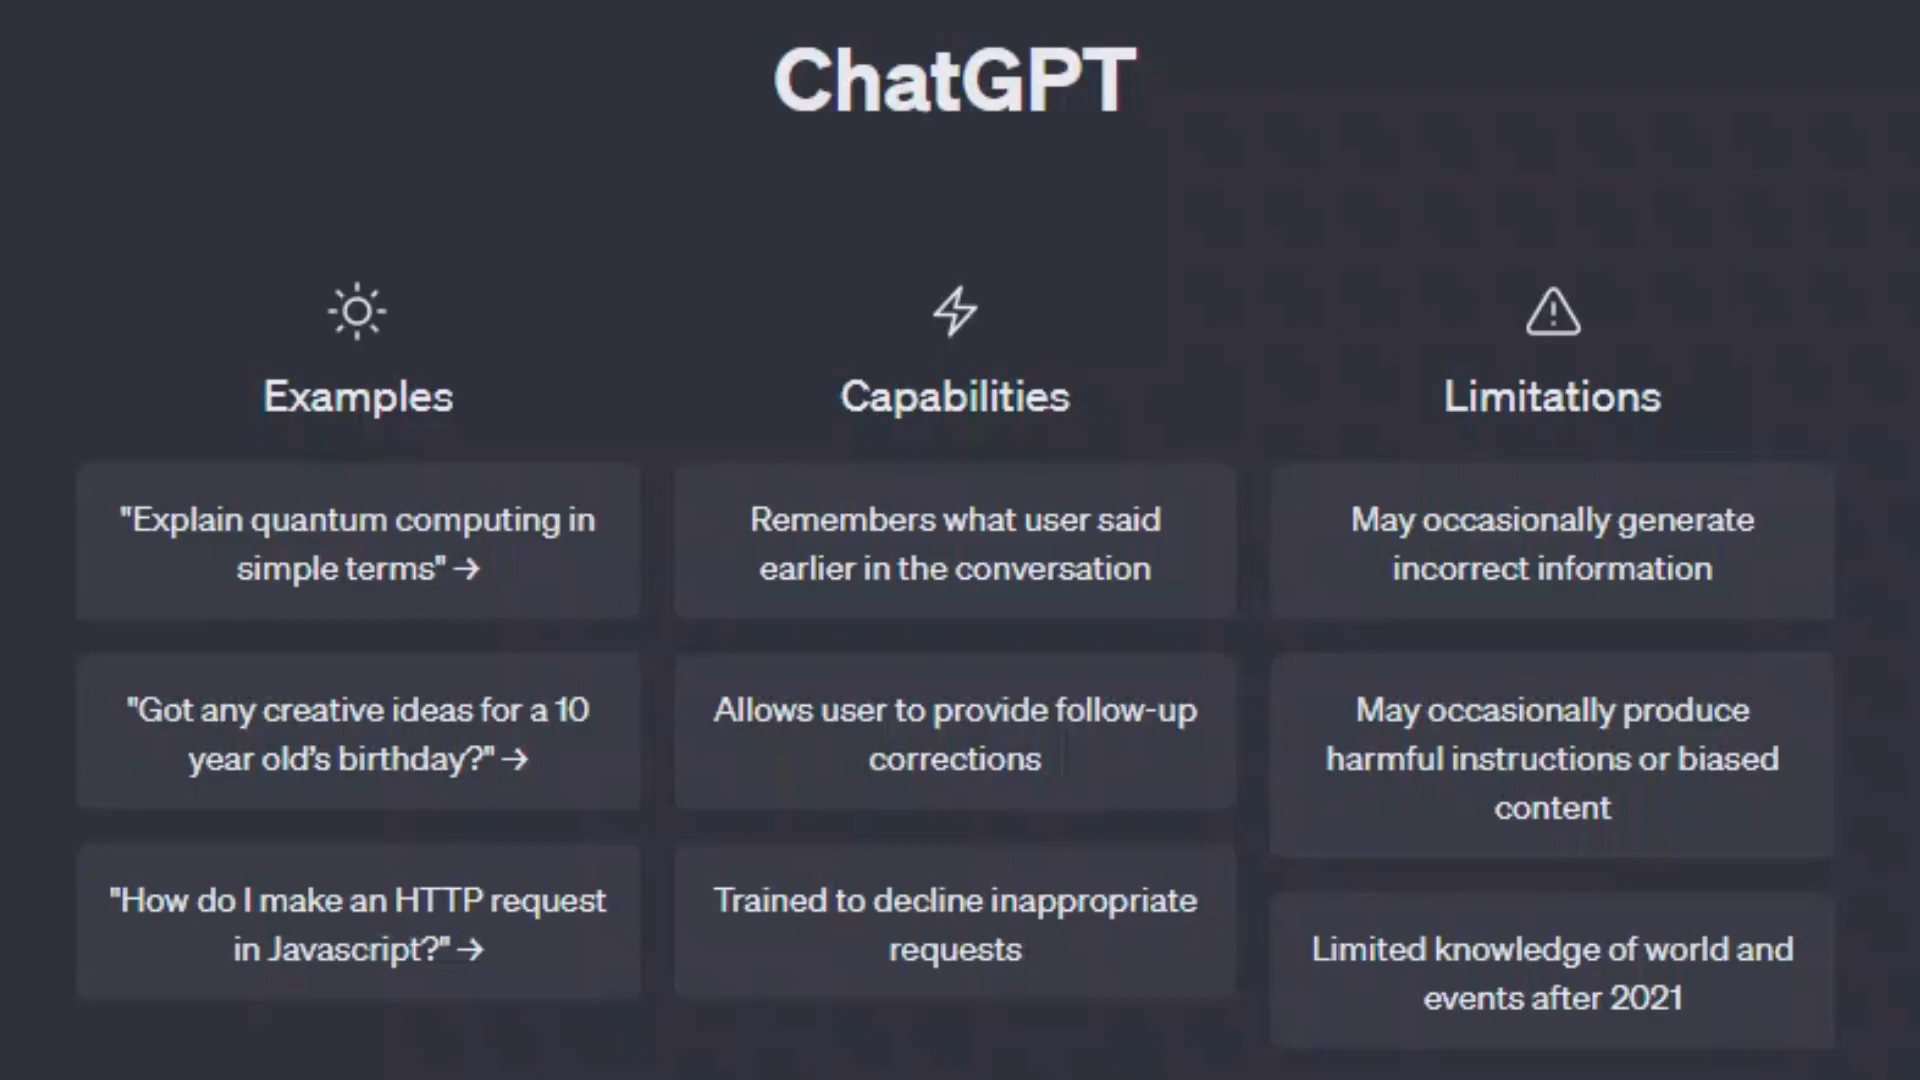 ChatGPT
Examples
"Explain quantum computing in
simple terms" →
"Got any creative ideas for a 10
year old's birthday?" →
"How do I make an HTTP request
in Javascript?" →
Capabilities
Remembers what user said
earlier in the conversation
Allows user to provide follow-up
corrections
Trained to decline inappropriate
requests
Limitations
May occasionally generate
incorrect information
May occasionally produce
harmful instructions or biased
content
Limited knowledge of world and
events after 2021